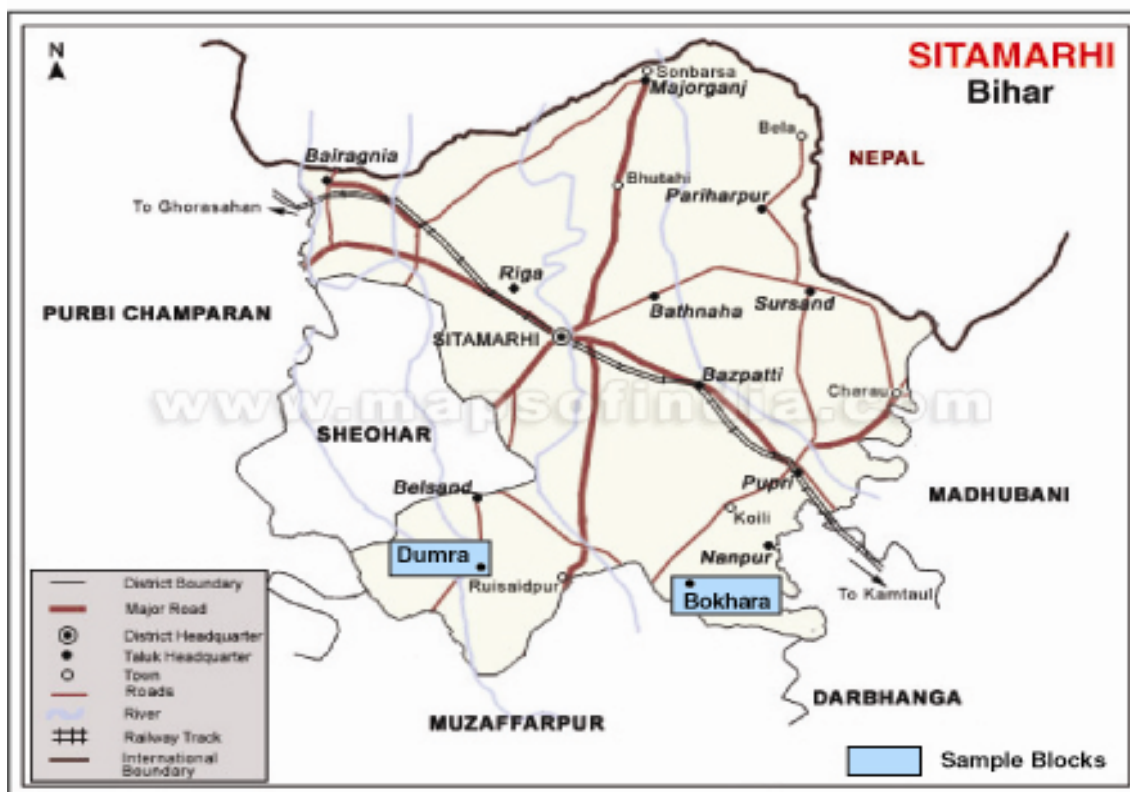 N
SITAMARHI
Bihar
Sonbarsa
Majorganj
Bela
NEPAL
Bairagnia
Bhutahi
Pariharpur
To Ghorasahan
Riga
Bathnaha
Sursand
PURBI CHAMPARAN
SITAMARHI
Bazpatti
Charau
www.mapsofindia.com
SHEOHAR
Belsand
Pupri
MADHUBANI
Koili
Dumra
Nanpur
Ruisaidpur
Bokhara
To Kamtaul
District Boundary
Major Road
District Headquarter
Taluk Headquarter
Town
Roads
River
Railway Track
International
Boundary
MUZAFFARPUR
DARBHANGA
Sample Blocks